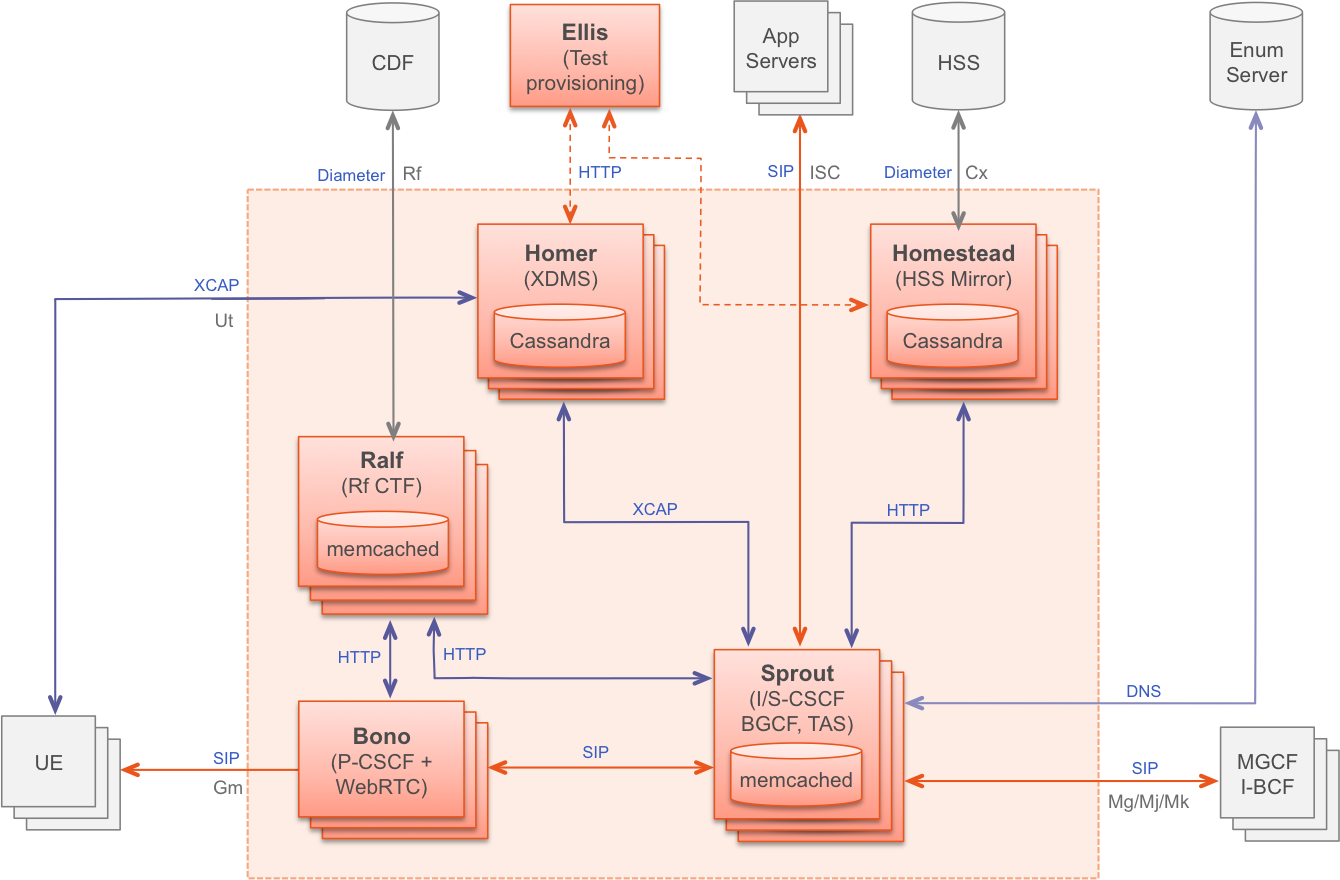 CDF
Ellis
(Test
provisioning)
App
Servers
HSS
Enum
Server
Diameter
Rf
HTTP
SIP
ISC
Diameter
Cx
Homer
(XDMS)
Cassandra
Homestead
(HSS Mirror)
Cassandra
XCAP
Ut
Ralf
(Rf CTF)
memcached
XCAP
HTTP
HTTP
HTTP
Sprout
(I/S-CSCF
BGCF, TAS)
memcached
DNS
Bono
(P-CSCF +
WebRTC)
SIP
UE
SIP
Gm
MGCF
I-BCF
SIP
Mg/Mj/Mk